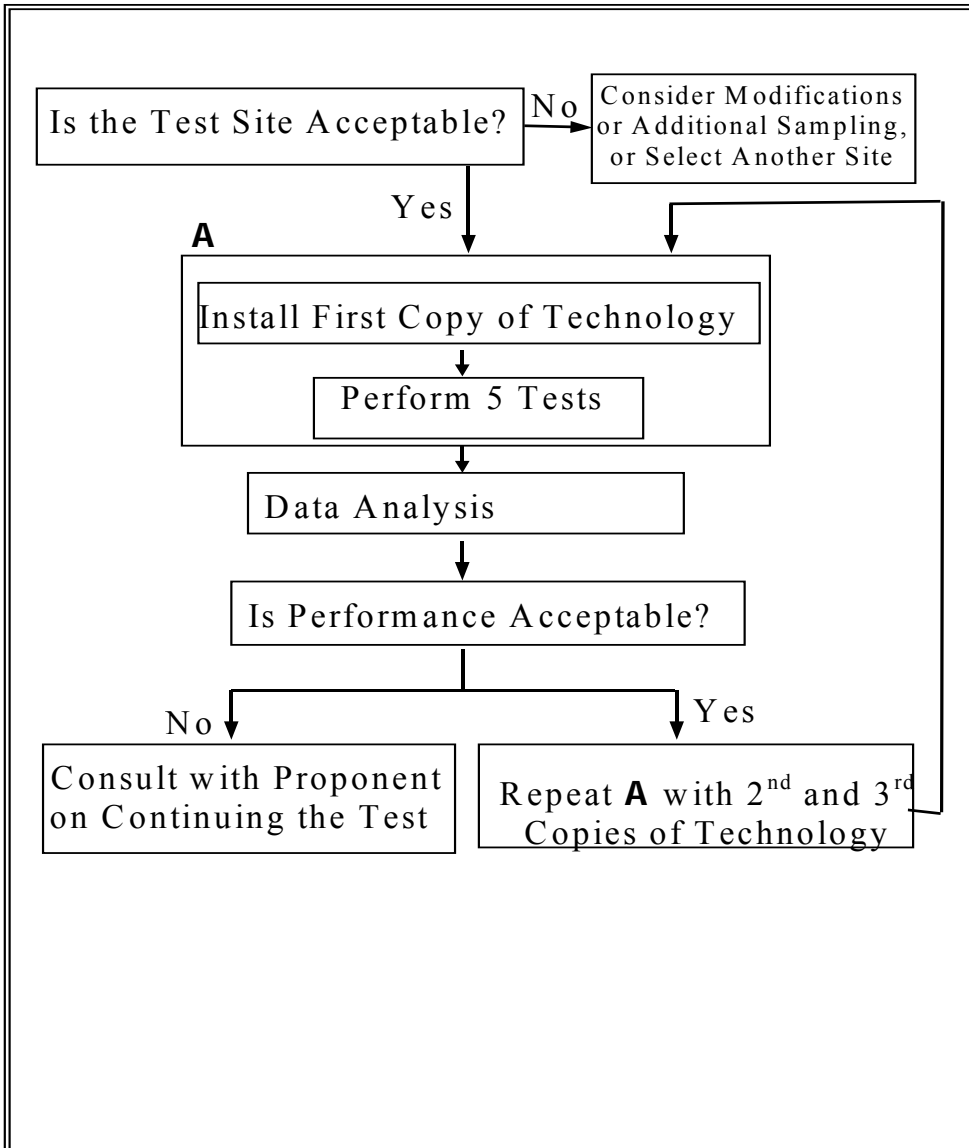 Is the Test Site Acceptable?
No
Consider Modifications
or Additional Sampling,
or Select Another Site
Yes
A
Install First Copy of Technology
Perform 5 Tests
Data Analysis
Is Performance Acceptable?
No
Yes
Consult with Proponent
on Continuing the Test
Repeat A with 2nd and 3rd
Copies of Technology